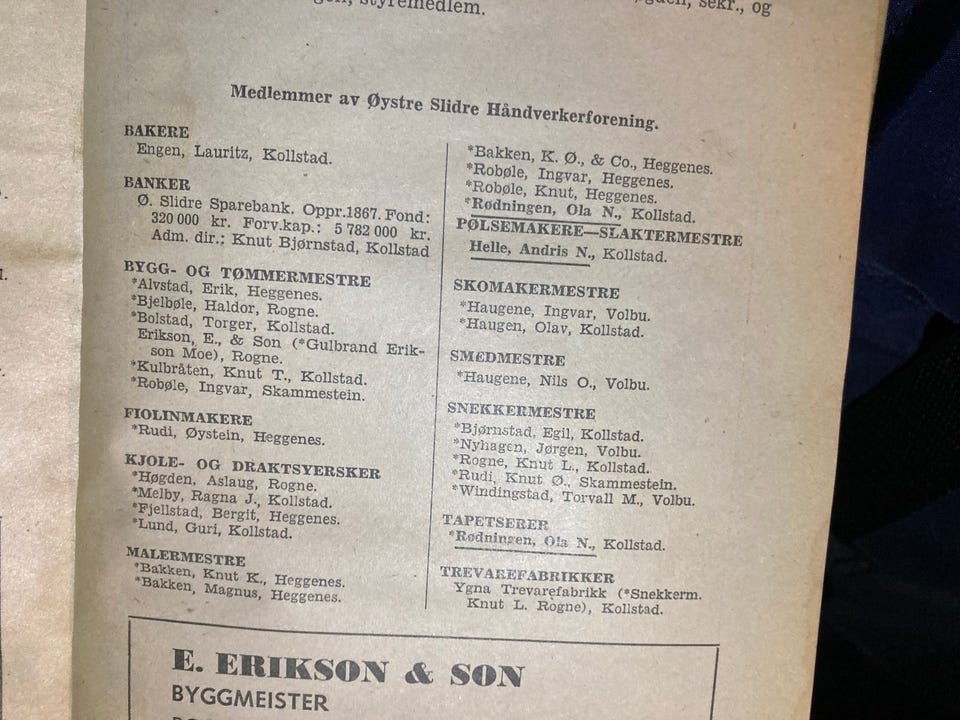 styremedlem.
sekr., og
Medlemmer av Øystre Slidre Håndverkerforening.
BAKERE
Engen, Lauritz, Kollstad.
BANKER
Ø. Slidre Sparebank. Oppr.1867. Fond:
320 000 kr. Forv.kap.: 5 782 000 kr.
Adm. dir.: Knut Bjørnstad, Kollstad
BYGG- OG TØMMERMESTRE
*Alvstad, Erik, Heggenes.
*Bjelbøle, Haldor, Rogne.
*Bolstad, Torger, Kollstad.
Erikson, E., & Son (*Gulbrand Erik-
son Moe), Rogne.
*Kulbråten, Knut T., Kollstad.
*Robøle, Ingvar, Skammestein.
FIOLINMAKERE
*Rudi, Øystein, Heggenes.
KJOLE- OG DRAKTSYERSKER
*Høgden, Aslaug, Rogne.
*Melby, Ragna J., Kollstad.
*Fjellstad, Bergit, Heggenes.
*Lund, Guri, Kollstad.
MALERMESTRE
*Bakken, Knut K., Heggenes.
*Bakken, Magnus, Heggenes.
*Bakken, K. Ø., & Co., Heggenes.
*Robøle, Ingvar, Heggenes.
*Robøle, Knut, Heggenes.
*Rødningen, Ola N., Kollstad.
PØLSEMAKERE—SLAKTERMESTRE
Helle, Andris N., Kollstad.
SKOMAKERMESTRE
*Haugene, Ingvar, Volbu.
*Haugen, Olav, Kollstad.
SMEDMESTRE
*Haugene, Nils O., Volbu.
SNEKKERMESTRE
*Bjørnstad, Egil, Kollstad.
*Nyhagen, Jørgen, Volbu.
*Rogne, Knut L., Kollstad.
*Rudi, Knut Ø., Skammestein.
*Windingstad, Torvall M., Volbu.
TAPETSERER
*Rødningen, Ola N., Kollstad.
TREVAREFABRIKKER
Ygna Trevarefabrikk (*Snekkerm.
Knut L. Rogne), Kollstad.
E. ERIKSON & SON
BYGGMEISTER